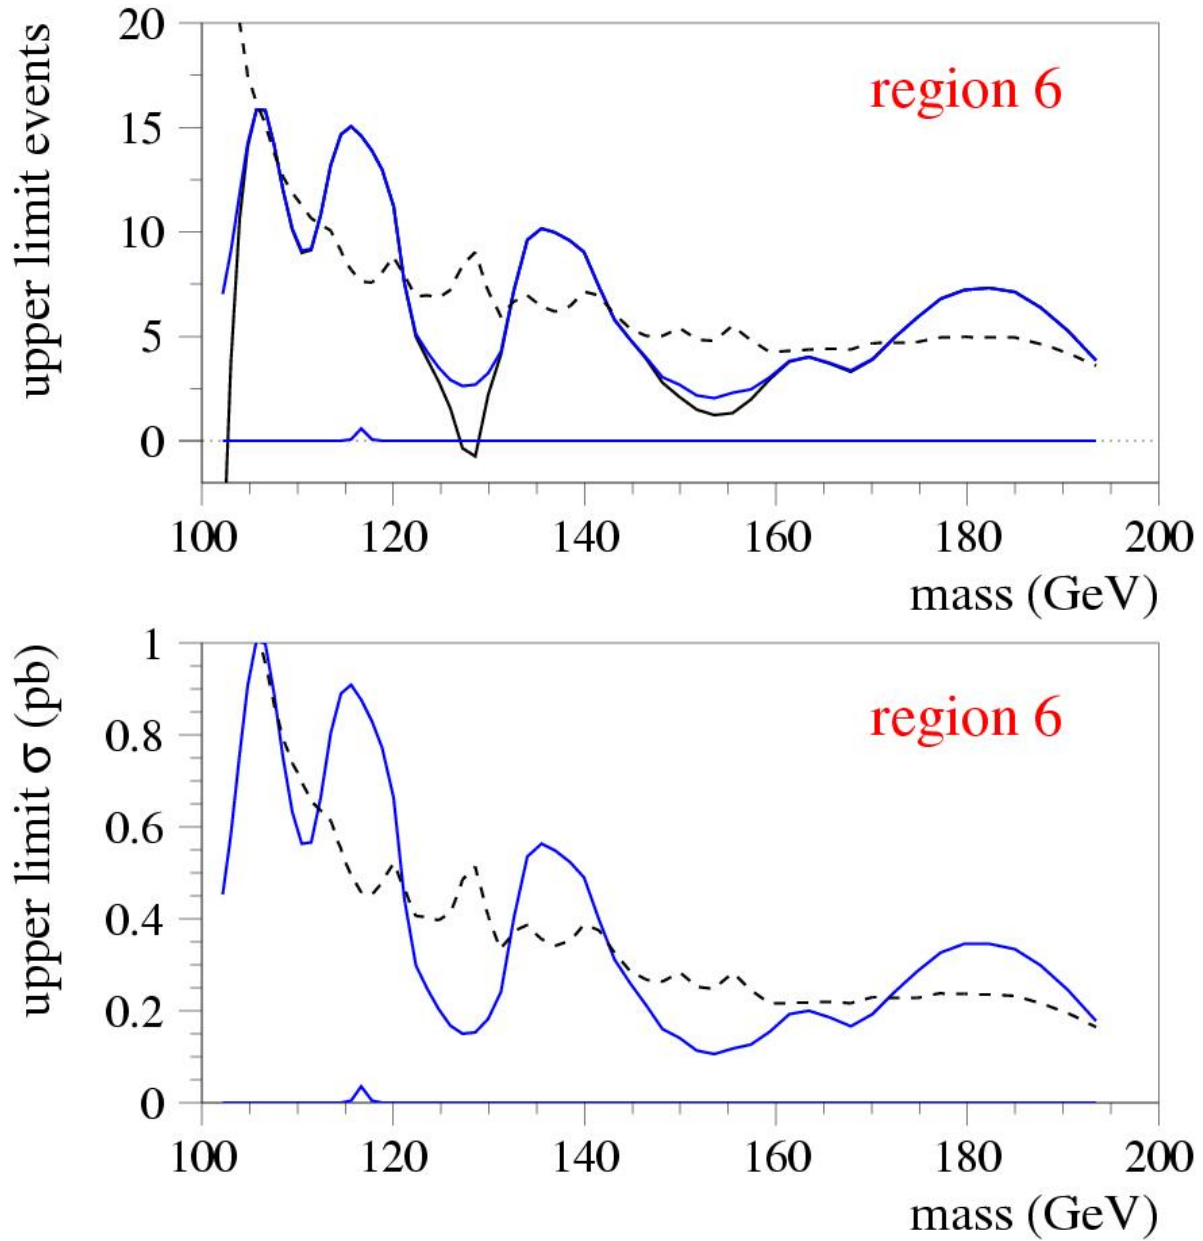 upper limit events
20
15
10
5
0
region 6
100 120 140 160 180 200
mass (GeV)
upper limit σ (pb)
1
0.8
0.6
0.4
0.2
0
region 6
100 120 140 160 180 200
mass (GeV)